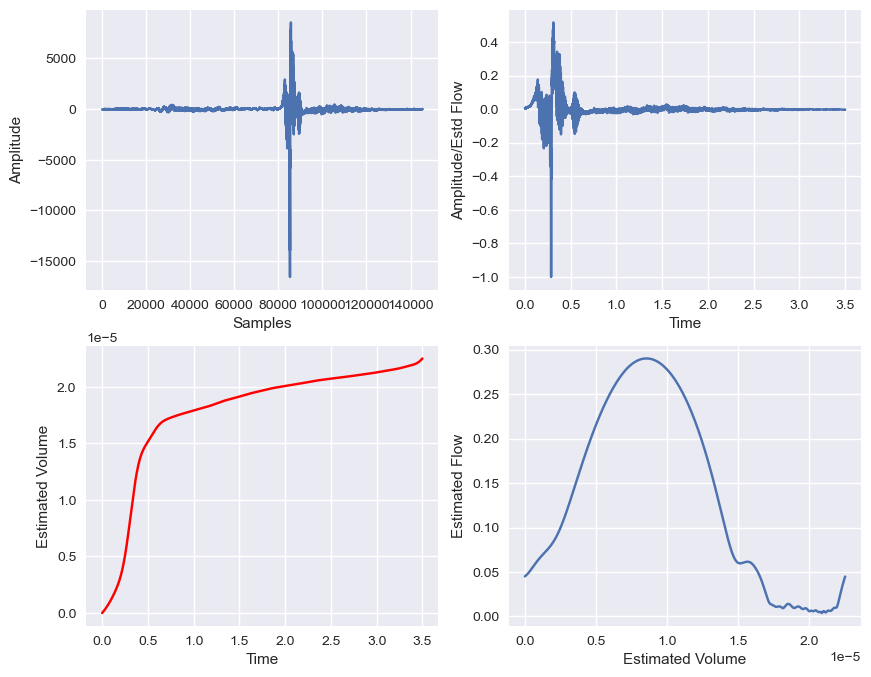 5000
0
−5000
−10000
−15000
Amplitude
0 20000 40000 60000 80000 100000 120000 140000
Samples
0.4
0.2
0.0
−0.2
−0.4
−0.6
−0.8
−1.0
Amplitude/Estd Flow
0.0 0.5 1.0 1.5 2.0 2.5 3.0 3.5
Time
1e−5
2.0
1.5
1.0
0.5
0.0
Estimated Volume
0.0 0.5 1.0 1.5 2.0 2.5 3.0 3.5
Time
0.30
0.25
0.20
0.15
0.10
0.05
0.00
Estimated Flow
0.0 0.5 1.0 1.5 2.0
Estimated Volume
1e−5